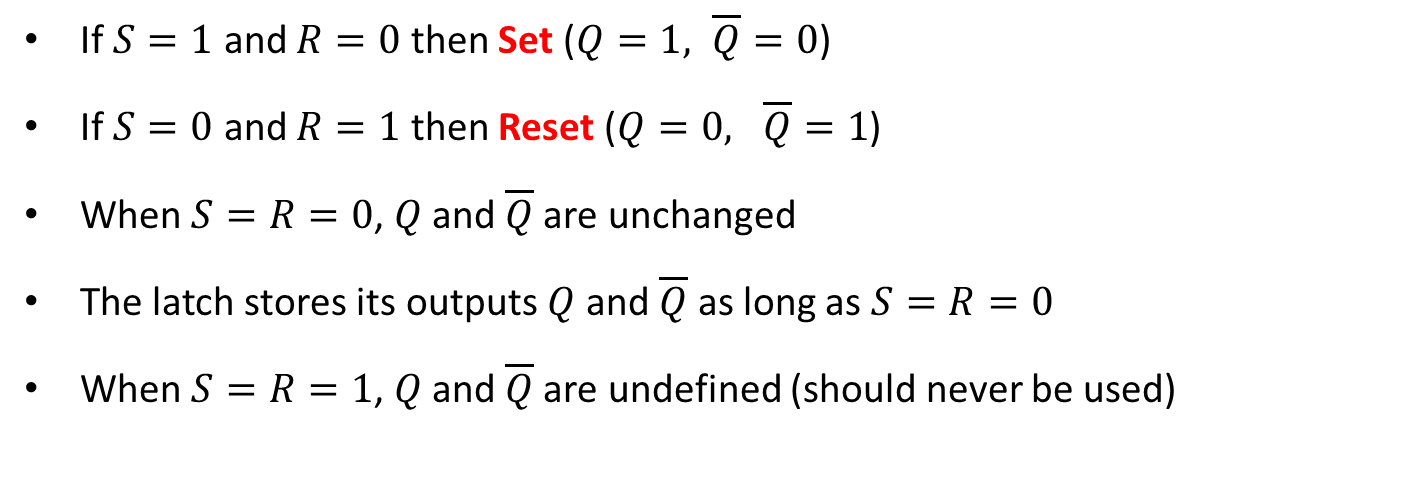 • If S = 1 and R = 0 then Set (Q = 1, Q̅ = 0)
• If S = 0 and R = 1 then Reset (Q = 0, Q̅ = 1)
• When S = R = 0, Q and Q̅ are unchanged
• The latch stores its outputs Q and Q̅ as long as S = R = 0
• When S = R = 1, Q and Q̅ are undefined (should never be used)